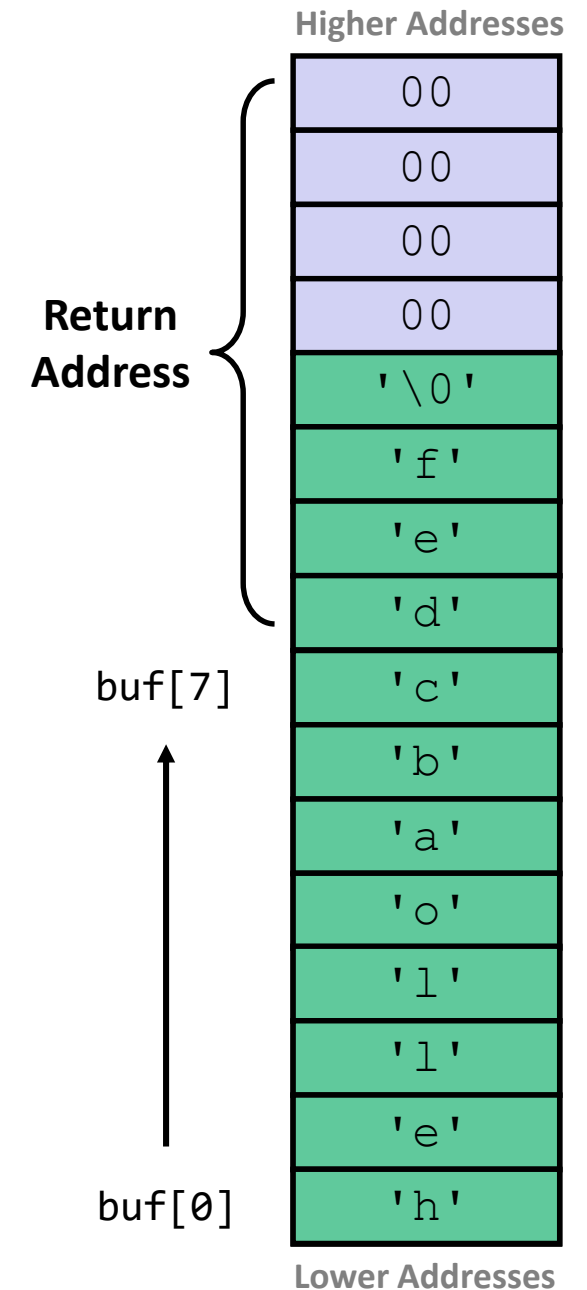 Higher Addresses
00
00
00
00
Return
Address
'\0'
'f'
'e'
'd'
buf[7]
'c'
'b'
'a'
'o'
'l'
'l'
'e'
buf[0]
'h'
Lower Addresses